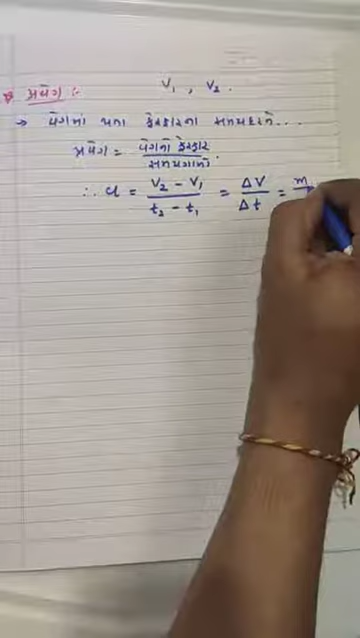 * પ્રવેગ :- V₁ , V₂ .
→ વેગમાં થતા ફેરફારના સમયદરને ...
પ્રવેગ = વેગનો ફેરફાર / સમયગાળો .
∴ a = V₂ - V₁ / t₂ - t₁ = ΔV / Δt = m